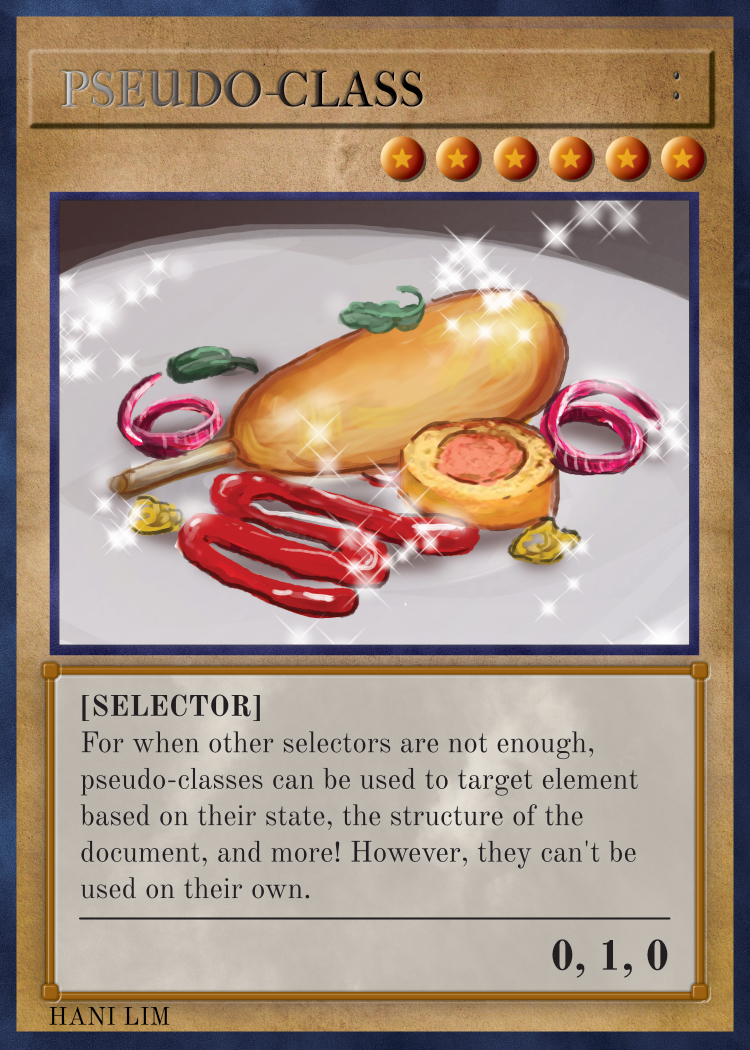 PSEUDO-CLASS :
[SELECTOR]
For when other selectors are not enough,
pseudo-classes can be used to target element
based on their state, the structure of the
document, and more! However, they can't be
used on their own.
0, 1, 0
HANI LIM